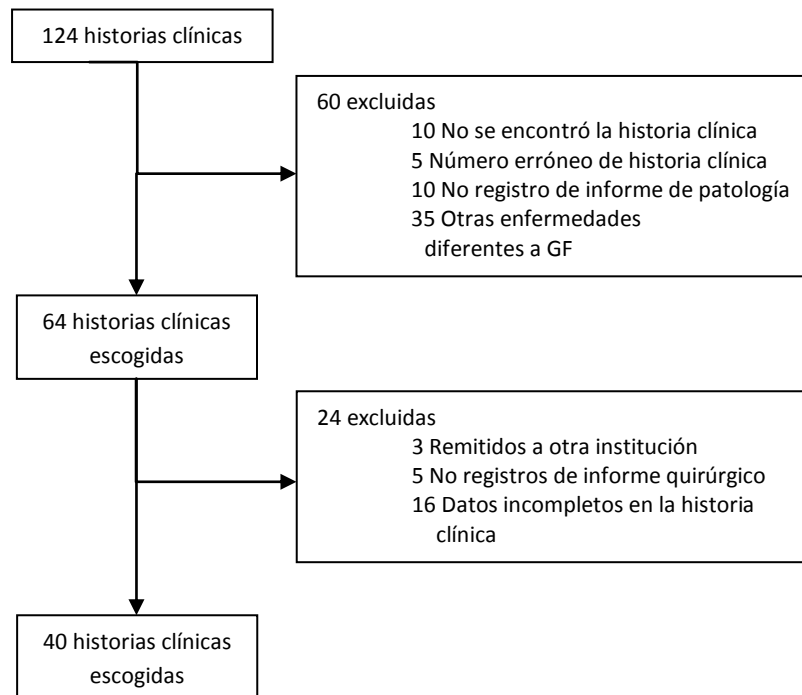 124 historias clínicas
60 excluidas
10 No se encontró la historia clínica
5 Número erróneo de historia clínica
10 No registro de informe de patología
35 Otras enfermedades
diferentes a GF
64 historias clínicas
escogidas
24 excluidas
3 Remitidos a otra institución
5 No registros de informe quirúrgico
16 Datos incompletos en la historia
clínica
40 historias clínicas
escogidas